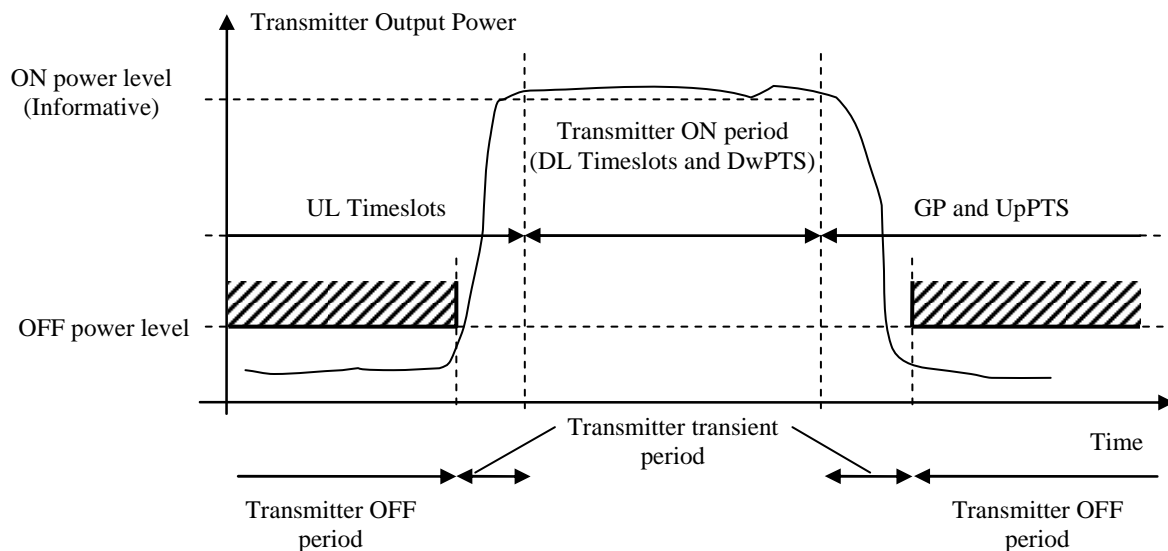 Transmitter Output Power
ON power level
(Informative)
Transmitter ON period
(DL Timeslots and DwPTS)
UL Timeslots
GP and UpPTS
OFF power level
Transmitter transient
period
Time
Transmitter OFF
period
Transmitter OFF
period